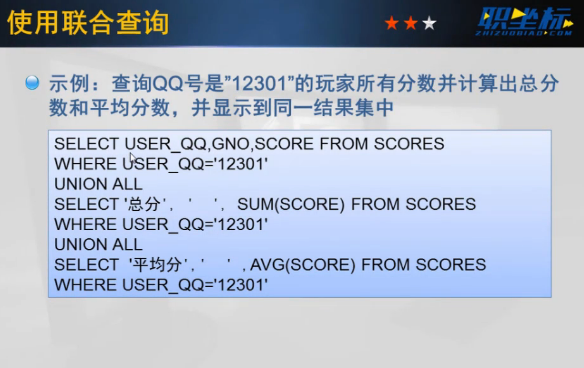 使用联合查询
职坐标
ZHIZUOBIAO.COM
示例：查询QQ号是"12301"的玩家所有分数并计算出总分
数和平均分数，并显示到同一结果集中
SELECT USER_QQ,GNO,SCORE FROM SCORES
WHERE USER_QQ='12301'
UNION ALL
SELECT '总分', ' ', SUM(SCORE) FROM SCORES
WHERE USER_QQ='12301'
UNION ALL
SELECT '平均分',' ',AVG(SCORE) FROM SCORES
WHERE USER_QQ='12301'